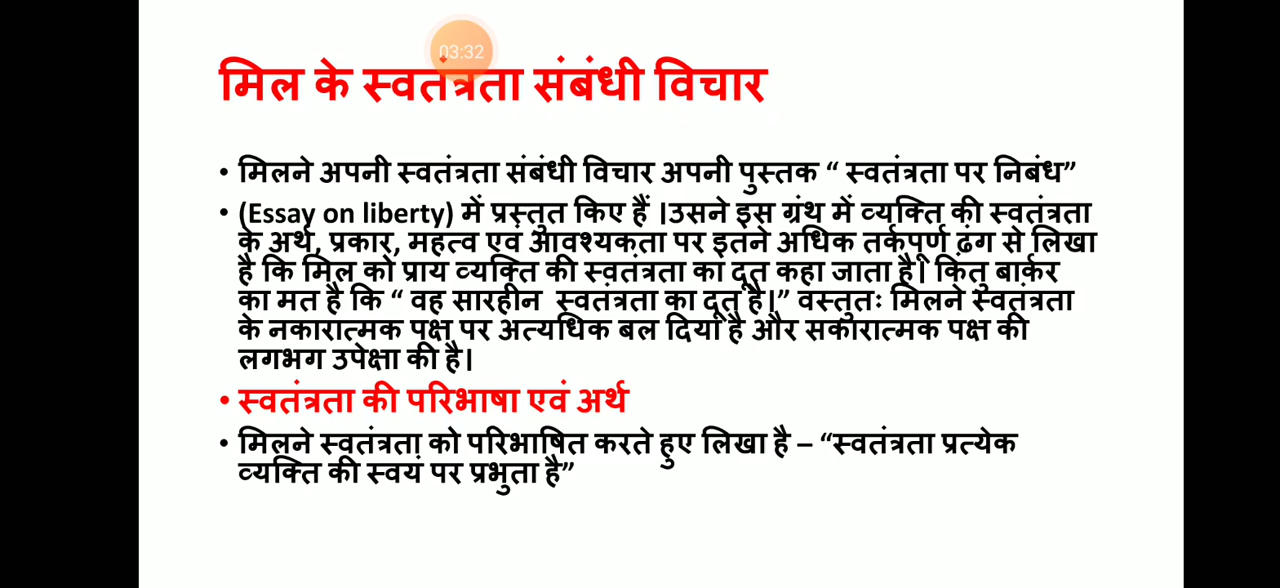 03:32
मिल के स्वतंत्रता संबंधी विचार
• मिलने अपनी स्वतंत्रता संबंधी विचार अपनी पुस्तक “ स्वतंत्रता पर निबंध”
• (Essay on liberty) में प्रस्तुत किए हैं ।उसने इस ग्रंथ में व्यक्ति की स्वतंत्रता
के अर्थ, प्रकार, महत्व एवं आवश्यकता पर इतने अधिक तर्कपूर्ण ढंग से लिखा
है कि मिल को प्राय व्यक्ति की स्वतंत्रता का दूत कहा जाता है। किंतु बार्कर
का मत है कि “ वह सारहीन स्वतंत्रता का दूत है।” वस्तुतः मिलने स्वतंत्रता
के नकारात्मक पक्ष पर अत्यधिक बल दिया है और सकारात्मक पक्ष की
लगभग उपेक्षा की है।
• स्वतंत्रता की परिभाषा एवं अर्थ
• मिलने स्वतंत्रता को परिभाषित करते हुए लिखा है – “स्वतंत्रता प्रत्येक
व्यक्ति की स्वयं पर प्रभुता है”